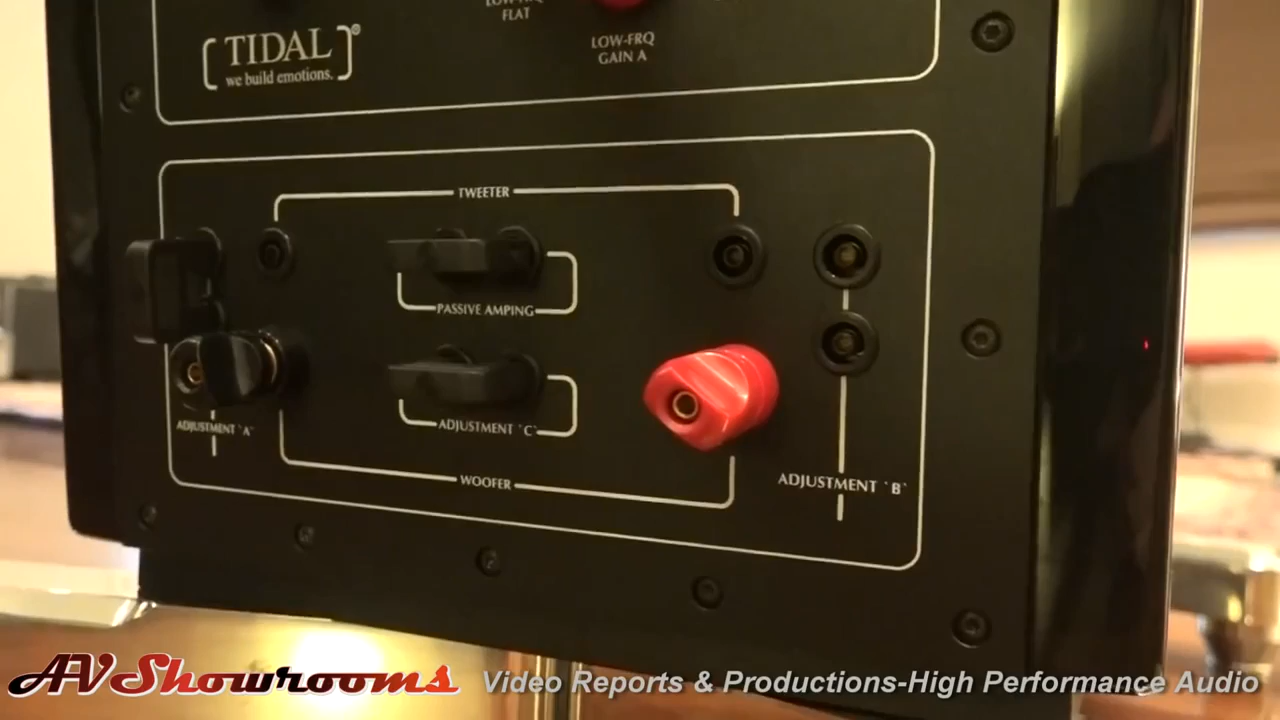 FLAT
LOW-FRQ
GAIN A
TIDAL®
we build emotions.
TWEETER
PASSIVE AMPING
ADJUSTMENT `A`
ADJUSTMENT `C`
WOOFER
ADJUSTMENT `B`
AVShowrooms
Video Reports & Productions-High Performance Audio